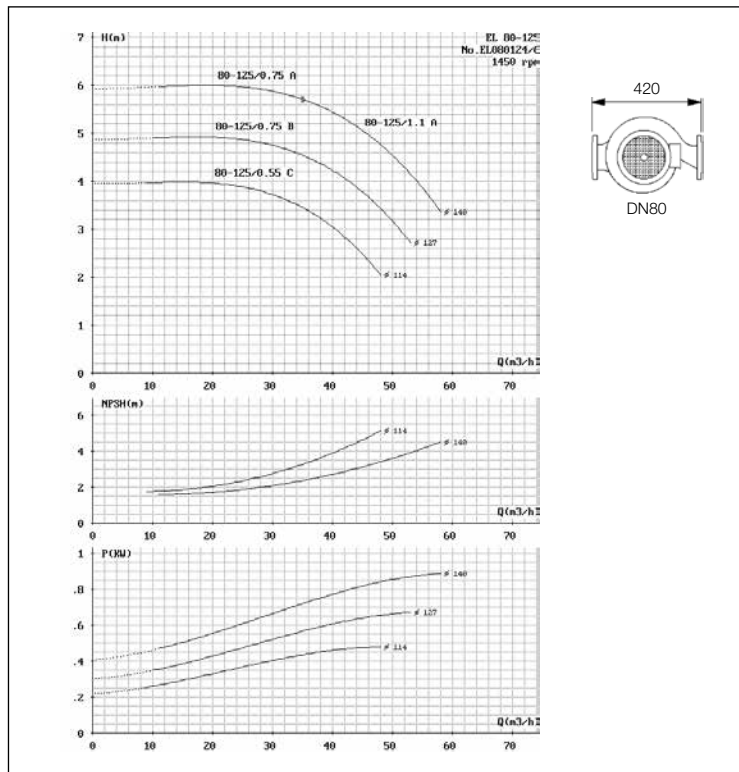 7 H(m)
EL 80-125
No.EL080124/E
1450 rpm
80-125/0.75 A
6
80-125/1.1 A
80-125/0.75 B
5
80-125/0.55 C
4
ø 140
3
ø 127
2
ø 114
1
Q(m3/h)
0
0 10 20 30 40 50 60 70
NPSH(m)
6
ø 114
ø 140
4
2
Q(m3/h)
0
0 10 20 30 40 50 60 70
1 P(KW)
ø 140
.8
ø 127
.6
ø 114
.4
.2
Q(m3/h)
0
0 10 20 30 40 50 60 70
420
DN80